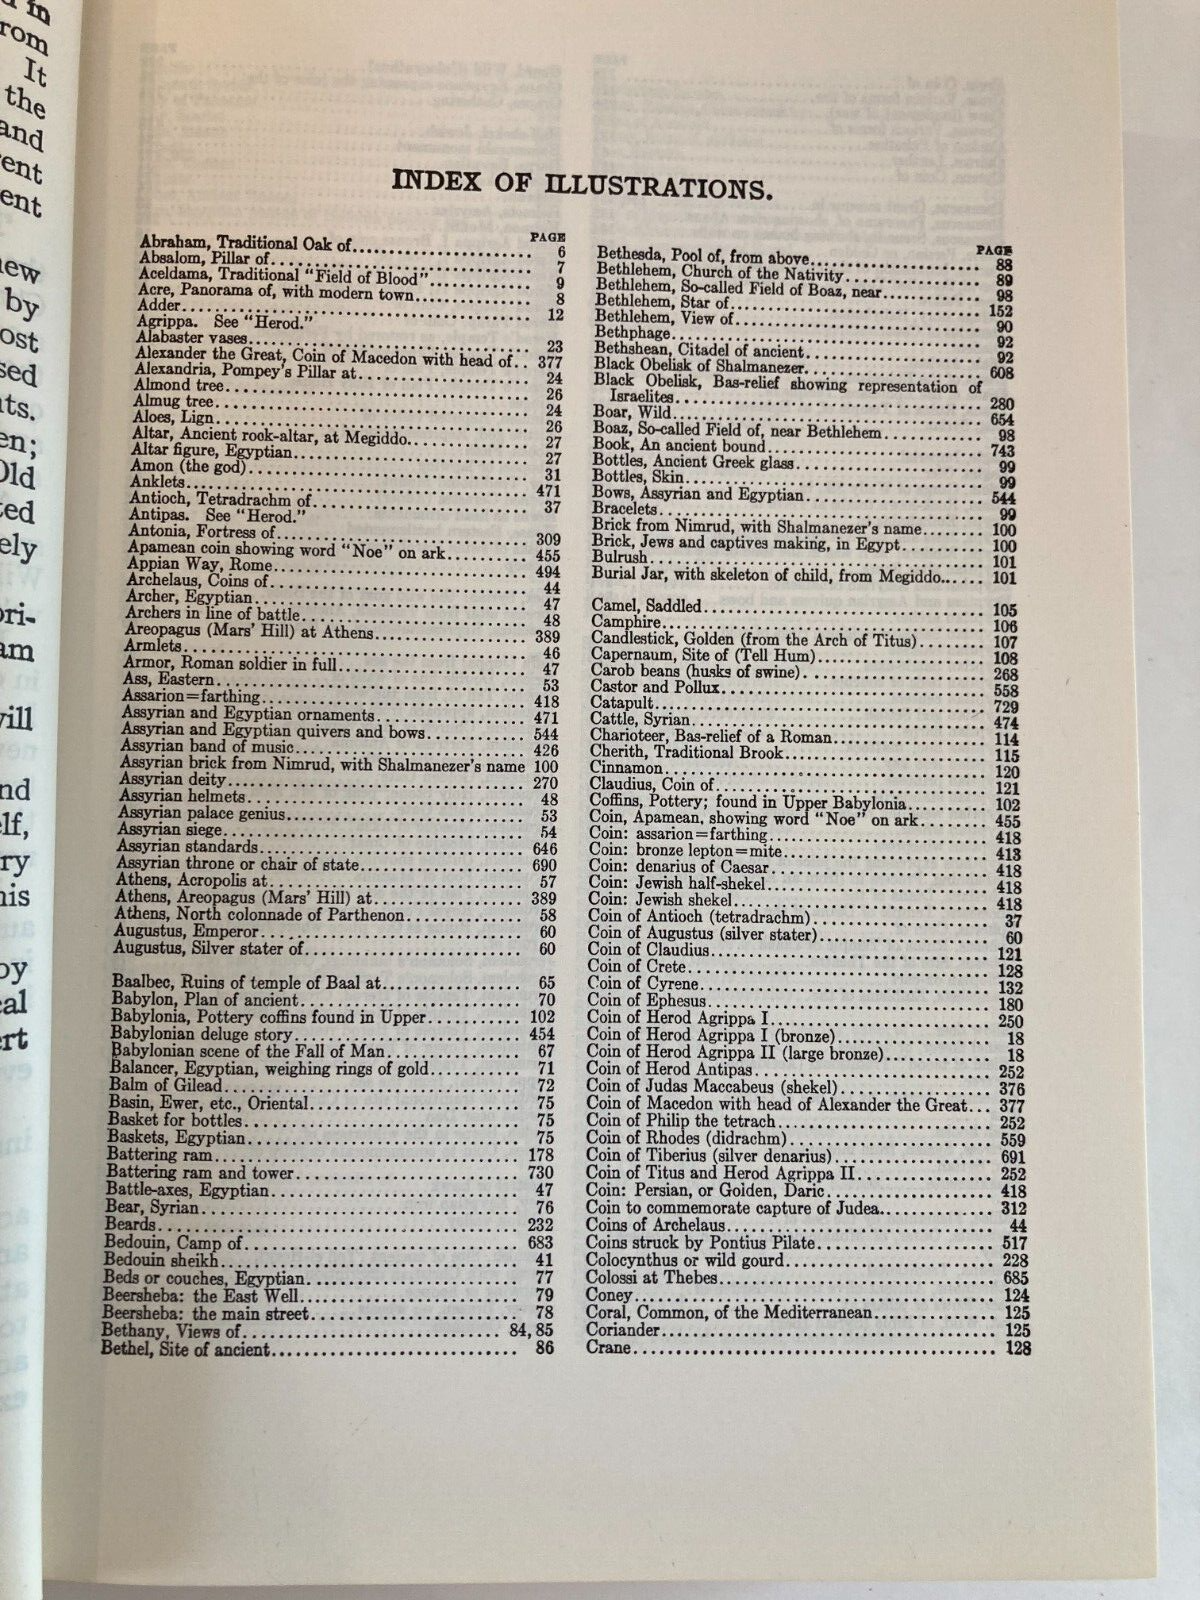 d in
rom
It
the
and
ent
ent
new
by
ost
sed
nts.
en;
Old
ted
ely
ori-
am
will
nd
elf,
ry
his
by
cal
ert
INDEX OF ILLUSTRATIONS.
PAGE
Abraham, Traditional Oak of 6
Absalom, Pillar of 7
Aceldama, Traditional "Field of Blood" 9
Acre, Panorama of, with modern town 8
Adder 12
Agrippa. See "Herod."
Alabaster vases 23
Alexander the Great, Coin of Macedon with head of 377
Alexandria, Pompey's Pillar at 24
Almond tree 26
Almug tree 24
Aloes, Lign 26
Altar, Ancient rock-altar, at Megiddo 27
Altar figure, Egyptian 27
Amon (the god) 31
Anklets 471
Antioch, Tetradrachm of 37
Antipas. See "Herod."
Antonia, Fortress of 309
Apamean coin showing word "Noe" on ark 455
Appian Way, Rome 494
Archelaus, Coins of 44
Archer, Egyptian 47
Archers in line of battle 48
Areopagus (Mars' Hill) at Athens 389
Armlets 46
Armor, Roman soldier in full 47
Ass, Eastern 53
Assarion=farthing 418
Assyrian and Egyptian ornaments 471
Assyrian and Egyptian quivers and bows 544
Assyrian band of music 426
Assyrian brick from Nimrud, with Shalmanezer's name 100
Assyrian deity 270
Assyrian helmets 48
Assyrian palace genius 53
Assyrian siege 54
Assyrian standards 646
Assyrian throne or chair of state 690
Athens, Acropolis at 57
Athens, Areopagus (Mars' Hill) at 389
Athens, North colonnade of Parthenon 58
Augustus, Emperor 60
Augustus, Silver stater of 60
Baalbec, Ruins of temple of Baal at 65
Babylon, Plan of ancient 70
Babylonia, Pottery coffins found in Upper 102
Babylonian deluge story 454
Babylonian scene of the Fall of Man 67
Balancer, Egyptian, weighing rings of gold 71
Balm of Gilead 72
Basin, Ewer, etc., Oriental 75
Basket for bottles 75
Baskets, Egyptian 75
Battering ram 178
Battering ram and tower 730
Battle-axes, Egyptian 47
Bear, Syrian 76
Beards 232
Bedouin, Camp of 683
Bedouin sheikh 41
Beds or couches, Egyptian 77
Beersheba: the East Well 79
Beersheba: the main street 78
Bethany, Views of 84, 85
Bethel, Site of ancient 86
PAGE
Bethesda, Pool of, from above 88
Bethlehem, Church of the Nativity 89
Bethlehem, So-called Field of Boaz, near 98
Bethlehem, Star of 152
Bethlehem, View of 90
Bethphage 92
Bethshean, Citadel of ancient 92
Black Obelisk of Shalmanezer 608
Black Obelisk, Bas-relief showing representation of
Israelites 280
Boar, Wild 654
Boaz, So-called Field of, near Bethlehem 98
Book, An ancient bound 743
Bottles, Ancient Greek glass 99
Bottles, Skin 99
Bows, Assyrian and Egyptian 544
Bracelets 99
Brick from Nimrud, with Shalmanezer's name 100
Brick, Jews and captives making, in Egypt 100
Bulrush 101
Burial Jar, with skeleton of child, from Megiddo 101
Camel, Saddled 105
Camphire 106
Candlestick, Golden (from the Arch of Titus) 107
Capernaum, Site of (Tell Hum) 108
Carob beans (husks of swine) 268
Castor and Pollux 558
Catapult 729
Cattle, Syrian 474
Charioteer, Bas-relief of a Roman 114
Cherith, Traditional Brook 115
Cinnamon 120
Claudius, Coin of 121
Coffins, Pottery; found in Upper Babylonia 102
Coin, Apamean, showing word "Noe" on ark 455
Coin: assarion=farthing 418
Coin: bronze lepton=mite 413
Coin: denarius of Caesar 418
Coin: Jewish half-shekel 418
Coin: Jewish shekel 418
Coin of Antioch (tetradrachm) 37
Coin of Augustus (silver stater) 60
Coin of Claudius 121
Coin of Crete 128
Coin of Cyrene 132
Coin of Ephesus 180
Coin of Herod Agrippa I 250
Coin of Herod Agrippa I (bronze) 18
Coin of Herod Agrippa II (large bronze) 18
Coin of Herod Antipas 252
Coin of Judas Maccabeus (shekel) 376
Coin of Macedon with head of Alexander the Great 377
Coin of Philip the tetrach 252
Coin of Rhodes (didrachm) 559
Coin of Tiberius (silver denarius) 691
Coin of Titus and Herod Agrippa II 252
Coin: Persian, or Golden, Daric 418
Coin to commemorate capture of Judea 312
Coins of Archelaus 44
Coins struck by Pontius Pilate 517
Colocynthus or wild gourd 228
Colossi at Thebes 685
Coney 124
Coral, Common, of the Mediterranean 125
Coriander 125
Crane 128